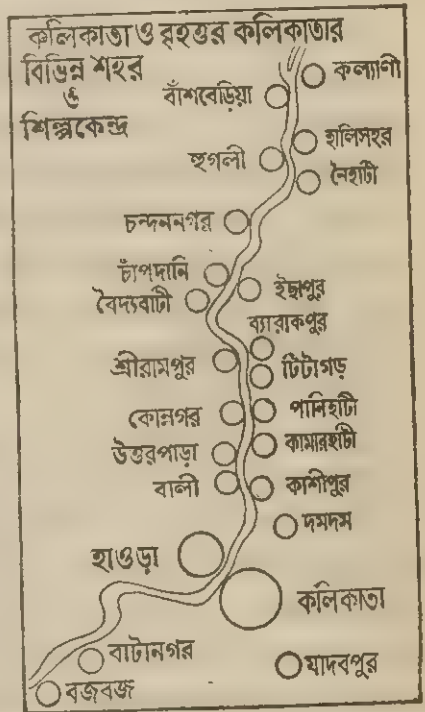 কলিকাতা ও বৃহত্তর কলিকাতার
বিভিন্ন শহর
ও
শিল্পকেন্দ্র
কল্যাণী
বাঁশবেড়িয়া
হালিসহর
হুগলী
নৈহাটী
চন্দননগর
চাঁপদানি
ইছাপুর
বৈদ্যবাটী
ব্যারাকপুর
শ্রীরামপুর
টিটাগড়
পানিহাটী
কোন্নগর
কামারহাটী
উত্তরপাড়া
বালী
কাশীপুর
দমদম
হাওড়া
কলিকাতা
বাটানগর
যাদবপুর
বজবজ